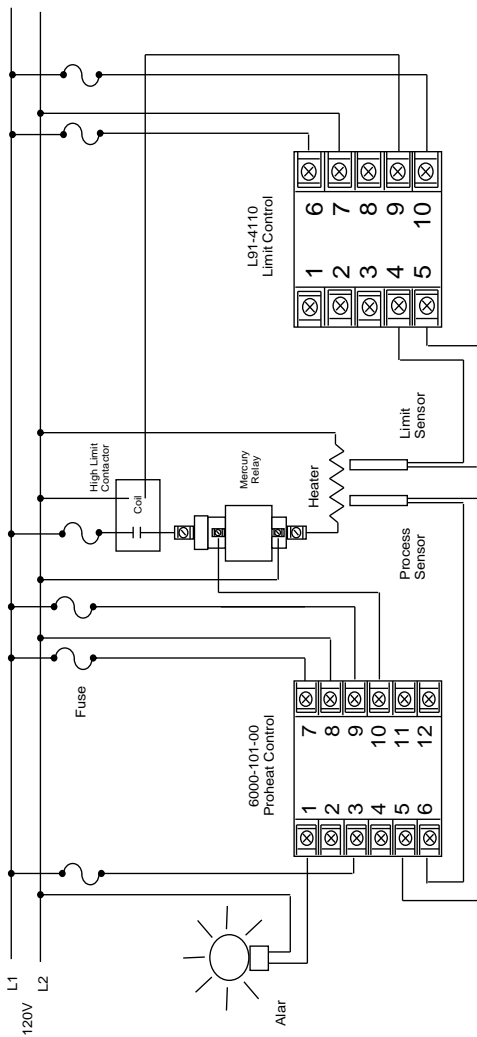 L1
120V
L2
Alar
Fuse
6000-101-00
Proheat Control
1
2
3
4
5
6
7
8
9
10
11
12
High Limit
Contactor
Coil
Mercury
Relay
Heater
Process
Sensor
Limit
Sensor
L91-4110
Limit Control
1
2
3
4
5
6
7
8
9
10